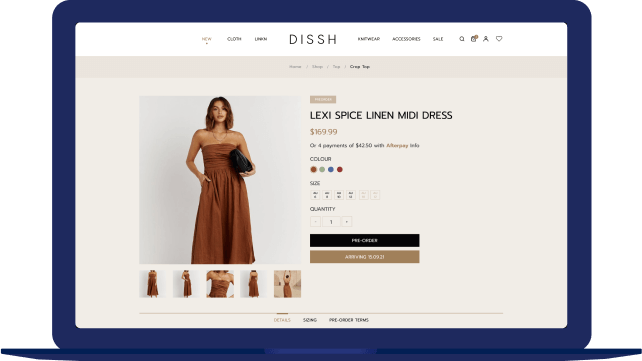 NEW CLOTH LINKN DISSH KNITWEAR ACCESSORIES SALE
Home / Shop / Top / Crop Top
LEXI SPICE LINEN MIDI DRESS
$169.99
Or 4 payments of $42.50 with Afterpay Info
COLOUR
SIZE
QUANTITY
- 1 +
PRE-ORDER
ARRIVING 15.09.21
DETAILS SIZING PRE-ORDER TERMS